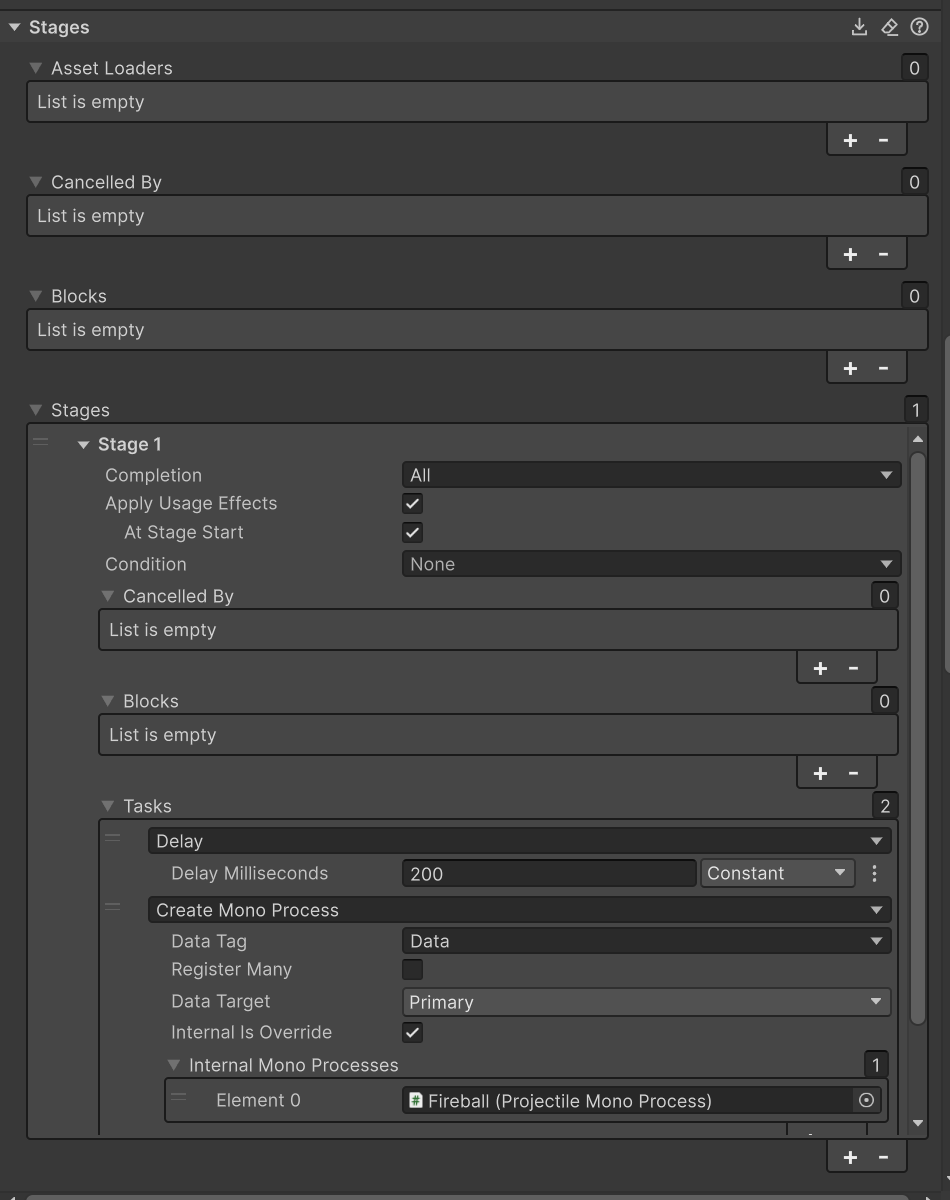 Stages
Asset Loaders 0
List is empty
+ -
Cancelled By 0
List is empty
+ -
Blocks 0
List is empty
+ -
Stages 1
Stage 1
Completion All
Apply Usage Effects
At Stage Start
Condition None
Cancelled By 0
List is empty
+ -
Blocks 0
List is empty
+ -
Tasks 2
Delay
Delay Milliseconds 200 Constant
Create Mono Process
Data Tag Data
Register Many
Data Target Primary
Internal Is Override
Internal Mono Processes 1
Element 0 # Fireball (Projectile Mono Process)
+ -